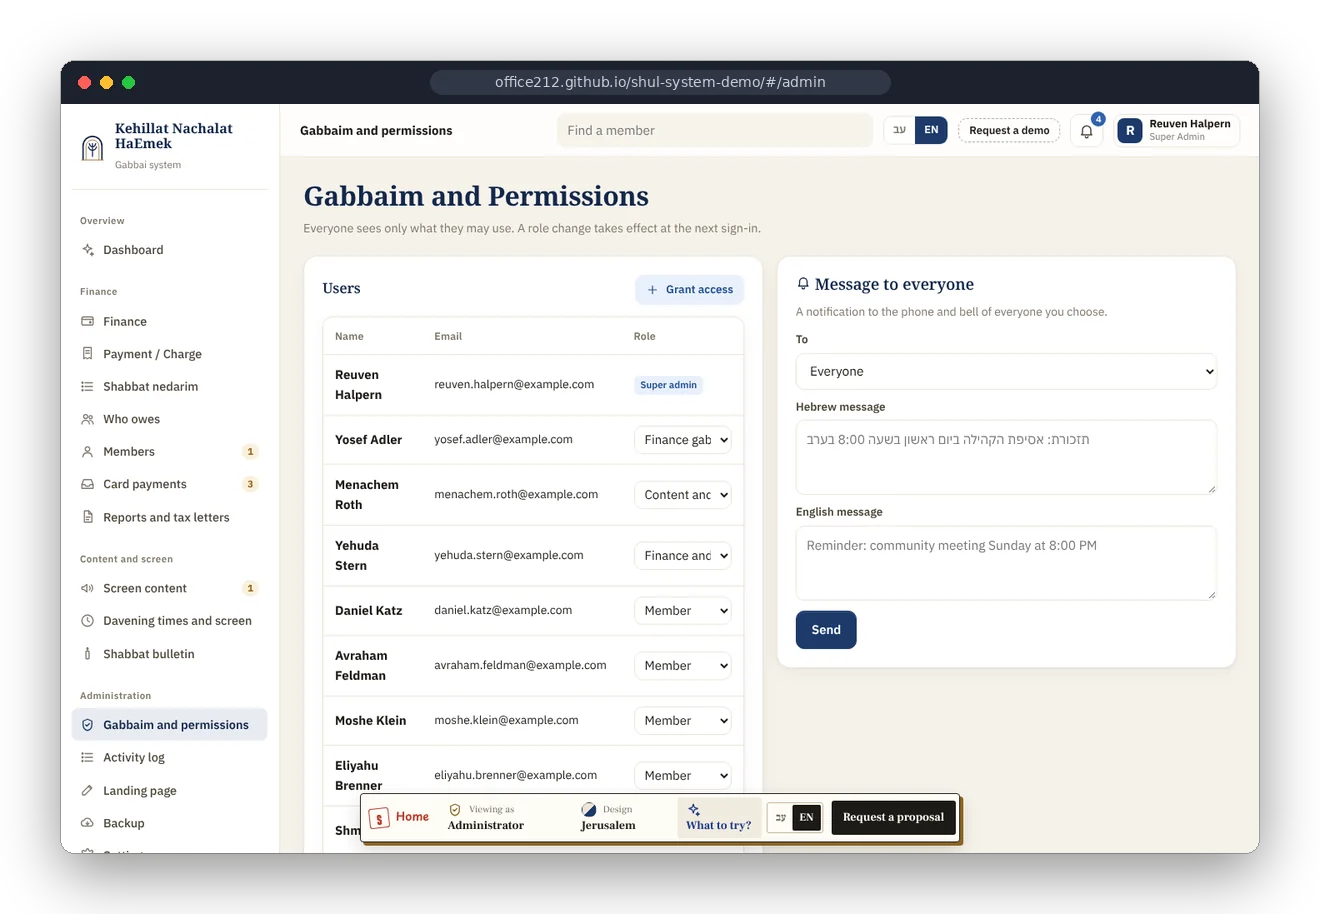 office212.github.io/shul-system-demo/#/admin
Kehillat Nachalat
HaEmek
Gabbai system
Overview
Dashboard
Finance
Finance
Payment / Charge
Shabbat nedarim
Who owes
Members 1
Card payments 3
Reports and tax letters
Content and screen
Screen content 1
Davening times and screen
Shabbat bulletin
Administration
Gabbaim and permissions
Activity log
Landing page
Backup
Gabbaim and permissions
Find a member
עב EN
Request a demo
4
R
Reuven Halpern
Super Admin
Gabbaim and Permissions
Everyone sees only what they may use. A role change takes effect at the next sign-in.
Users
+ Grant access
Name Email Role
Reuven
Halpern
reuven.halpern@example.com
Super admin
Yosef Adler yosef.adler@example.com Finance gab
Menachem
Roth
menachem.roth@example.com
Content and
Yehuda
Stern
yehuda.stern@example.com
Finance and
Daniel Katz daniel.katz@example.com Member
Avraham
Feldman
avraham.feldman@example.com
Member
Moshe Klein moshe.klein@example.com Member
Eliyahu
Brenner
eliyahu.brenner@example.com
Member
Shm
Message to everyone
A notification to the phone and bell of everyone you choose.
To
Everyone
Hebrew message
תזכורת: אסיפת הקהילה ביום ראשון בשעה 8:00 בערב
English message
Reminder: community meeting Sunday at 8:00 PM
Send
$ Home
Viewing as
Administrator
Design
Jerusalem
What to try?
עב EN
Request a proposal